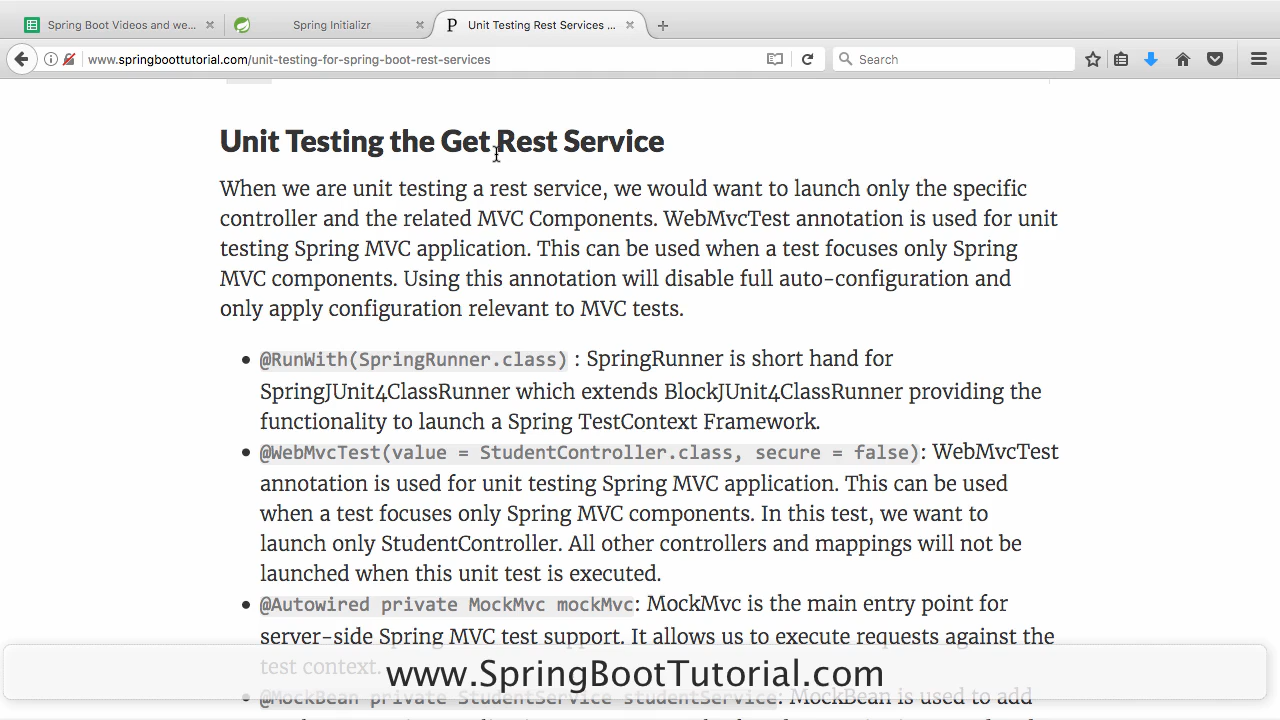 Spring Boot Videos and we...
Spring Initializr
Unit Testing Rest Services ...
www.springboottutorial.com/unit-testing-for-spring-boot-rest-services
Search
Unit Testing the Get Rest Service
When we are unit testing a rest service, we would want to launch only the specific
controller and the related MVC Components. WebMvcTest annotation is used for unit
testing Spring MVC application. This can be used when a test focuses only Spring
MVC components. Using this annotation will disable full auto-configuration and
only apply configuration relevant to MVC tests.
@RunWith(SpringRunner.class) : SpringRunner is short hand for
SpringJUnit4ClassRunner which extends BlockJUnit4ClassRunner providing the
functionality to launch a Spring TestContext Framework.
@WebMvcTest(value = StudentController.class, secure = false): WebMvcTest
annotation is used for unit testing Spring MVC application. This can be used
when a test focuses only Spring MVC components. In this test, we want to
launch only StudentController. All other controllers and mappings will not be
launched when this unit test is executed.
@Autowired private MockMvc mockMvc: MockMvc is the main entry point for
server-side Spring MVC test support. It allows us to execute requests against the
test context.
www.SpringBootTutorial.com
@MockBean private StudentService studentService: MockBean is used to add